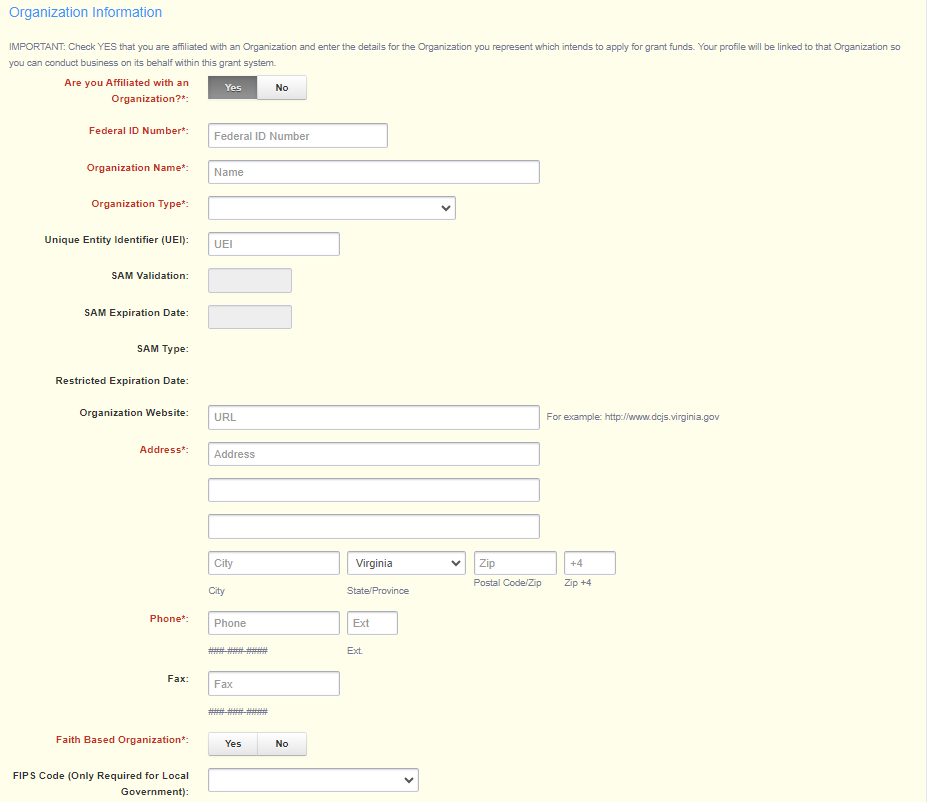 Organization Information
IMPORTANT: Check YES that you are affiliated with an Organization and enter the details for the Organization you represent which intends to apply for grant funds. Your profile will be linked to that Organization so
you can conduct business on its behalf within this grant system.
Are you Affiliated with an
Organization?*:
Yes No
Federal ID Number*:
Federal ID Number
Organization Name*:
Name
Organization Type*:
Unique Entity Identifier (UEI):
UEI
SAM Validation:
SAM Expiration Date:
SAM Type:
Restricted Expiration Date:
Organization Website:
URL
For example: http://www.dcjs.virginia.gov
Address*:
Address
City Virginia Zip +4
City State/Province Postal Code/Zip Zip +4
Phone*:
Phone Ext
###-###-#### Ext.
Fax:
Fax
###-###-####
Faith Based Organization*:
Yes No
FIPS Code (Only Required for Local
Government):